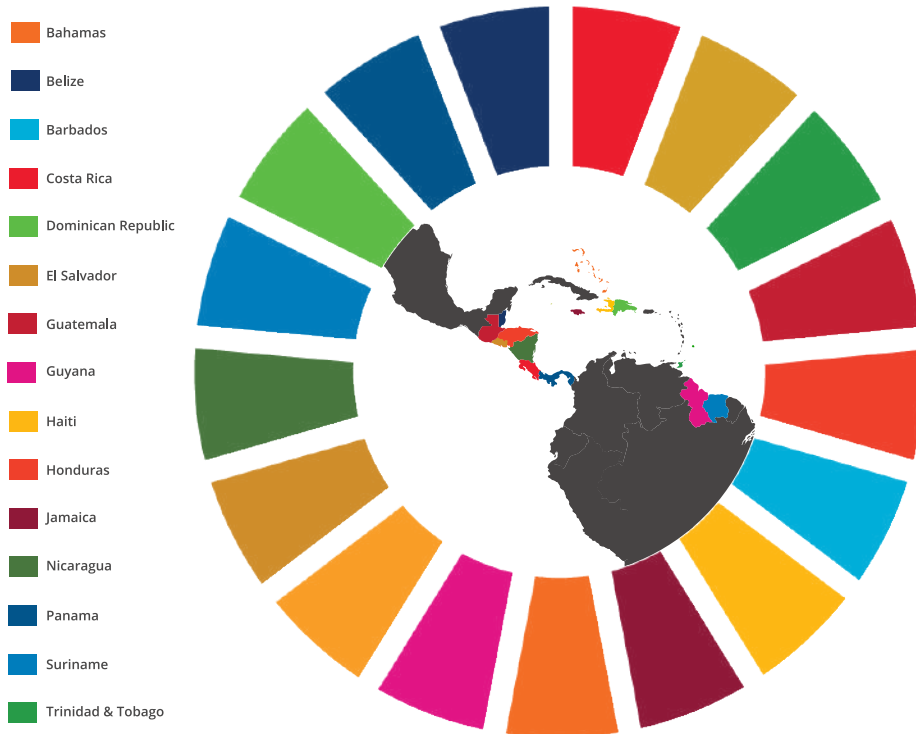 Bahamas
Belize
Barbados
Costa Rica
Dominican Republic
El Salvador
Guatemala
Guyana
Haiti
Honduras
Jamaica
Nicaragua
Panama
Suriname
Trinidad & Tobago